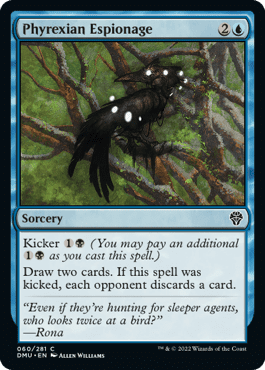 Phyrexian Espionage 2
Sorcery
Kicker 1 (You may pay an additional
1 as you cast this spell.)
Draw two cards. If this spell was
kicked, each opponent discards a card.
“Even if they’re hunting for sleeper agents,
who looks twice at a bird?”
—Rona
060/281 C
DMU • EN ALLEN WILLIAMS
™ & © 2022 Wizards of the Coast